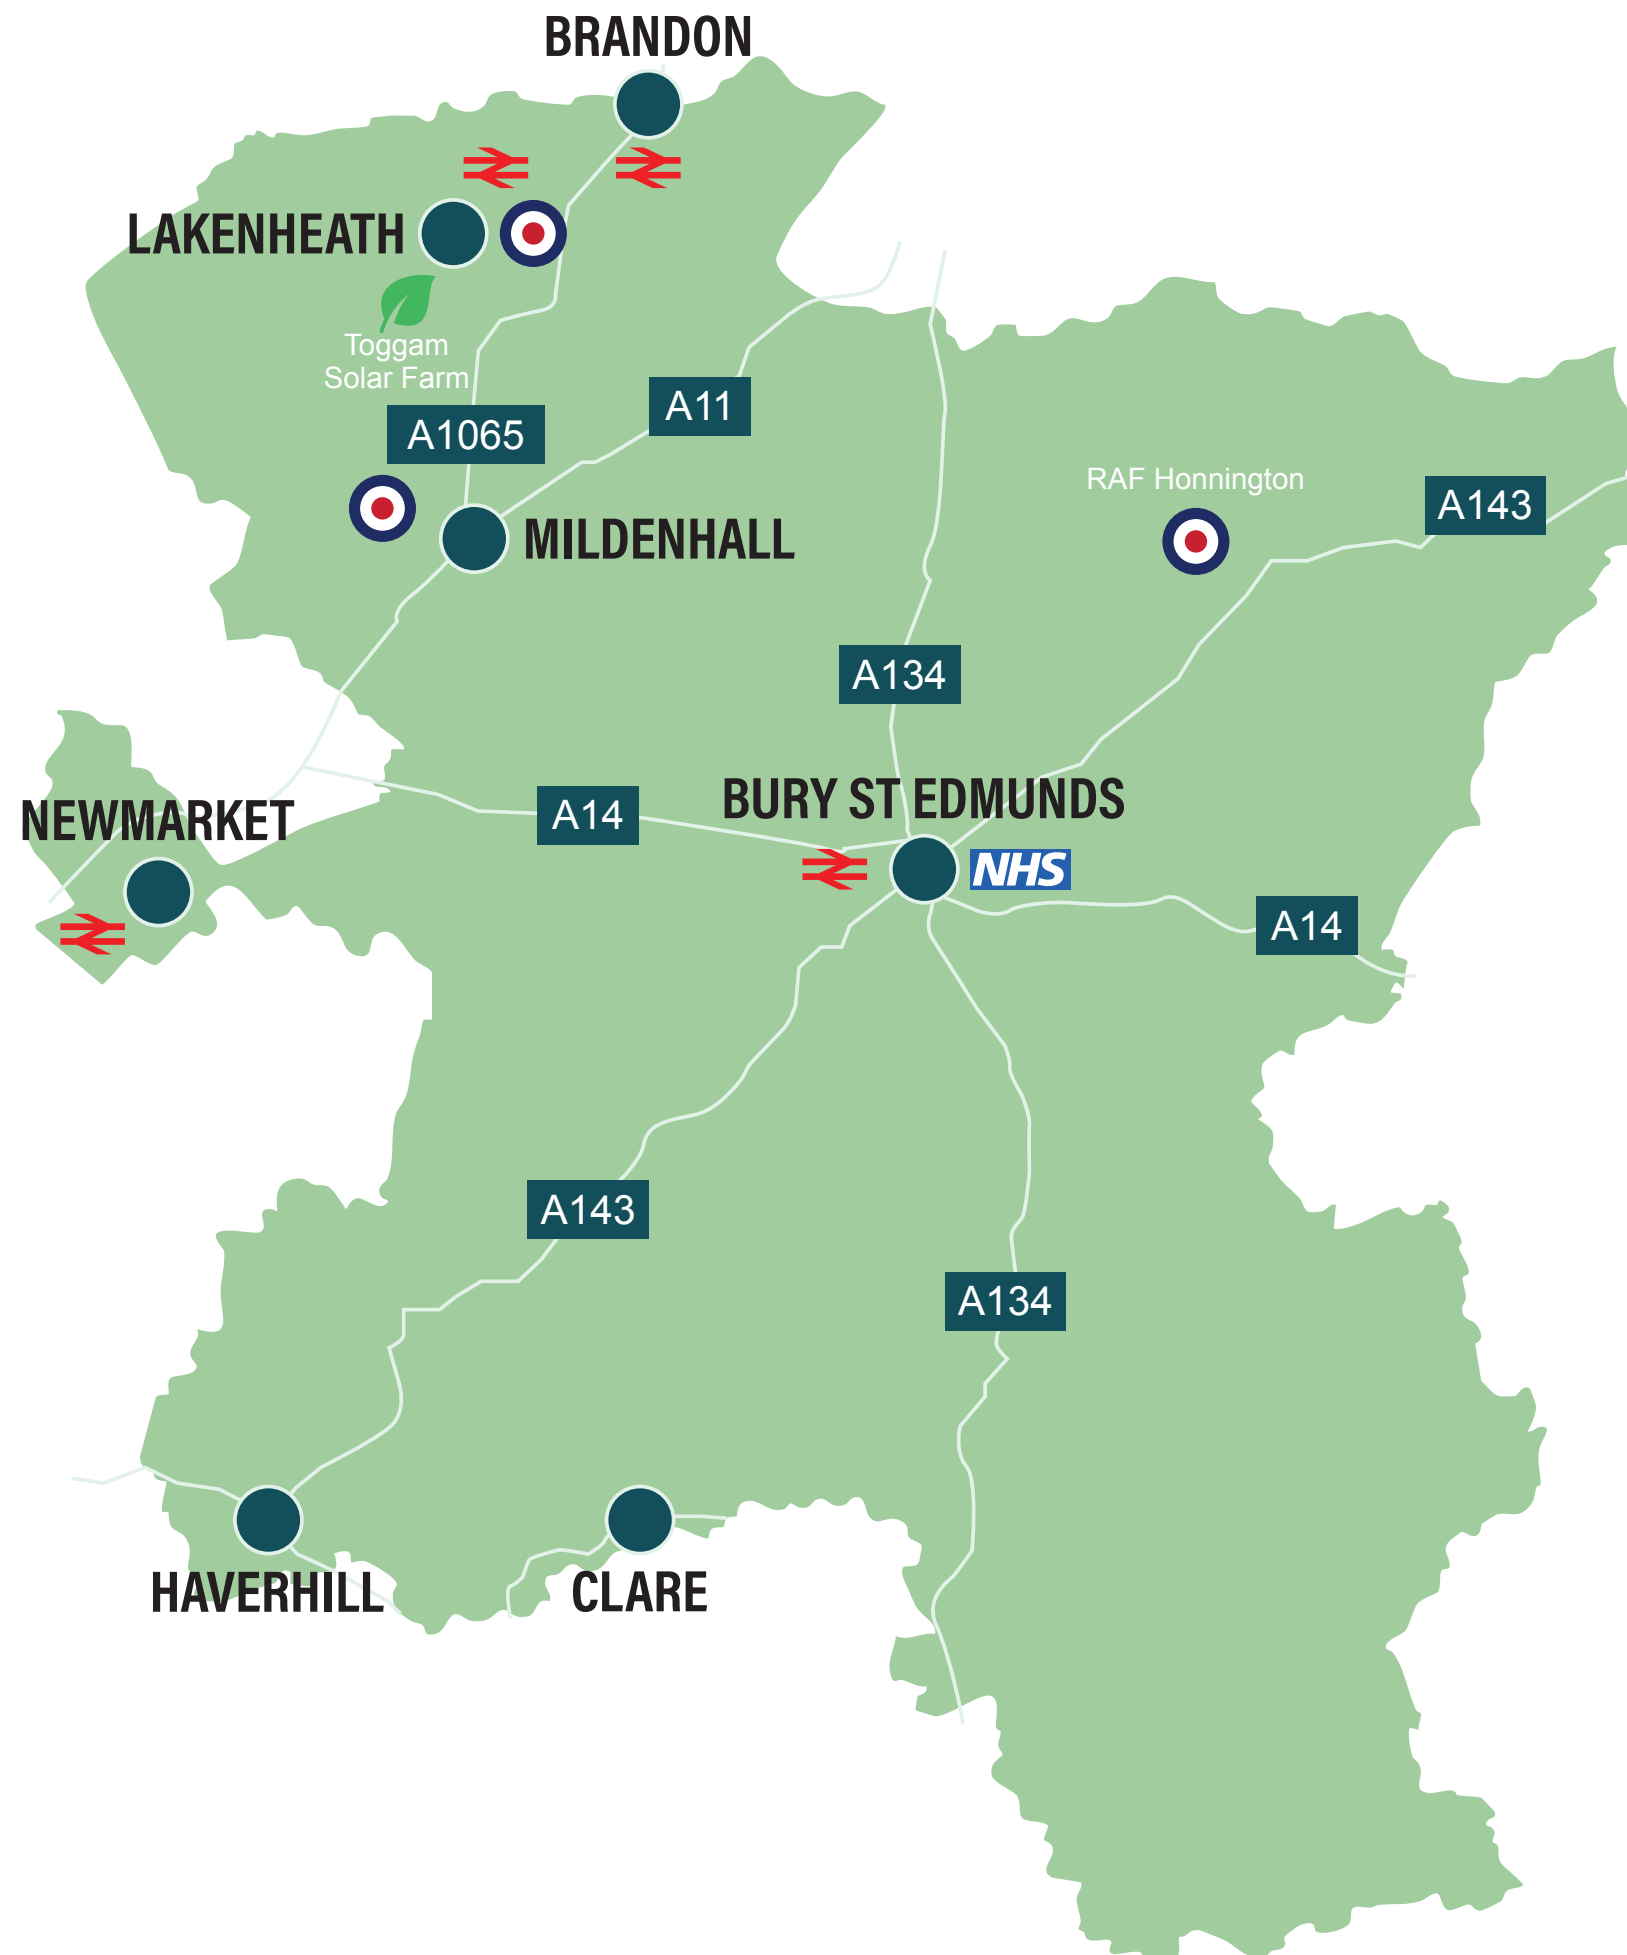 BRANDON
LAKENHEATH
Toggam
Solar Farm
A11
A1065
RAF Honnington
A143
MILDENHALL
A134
BURY ST EDMUNDS
NEWMARKET
A14
NHS
A14
A143
A134
HAVERHILL
CLARE